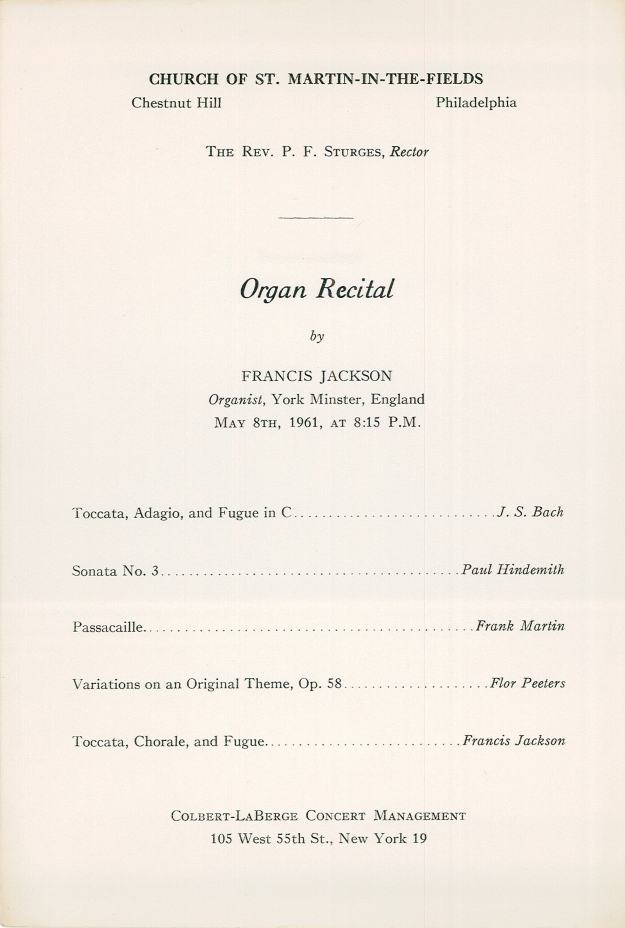 CHURCH OF ST. MARTIN-IN-THE-FIELDS
Chestnut Hill Philadelphia
THE REV. P. F. STURGES, Rector
Organ Recital
by
FRANCIS JACKSON
Organist, York Minster, England
MAY 8TH, 1961, AT 8:15 P.M.
Toccata, Adagio, and Fugue in C.............................J. S. Bach
Sonata No. 3...........................................Paul Hindemith
Passacaille...............................................Frank Martin
Variations on an Original Theme, Op. 58.....................Flor Peeters
Toccata, Chorale, and Fugue............................Francis Jackson
COLBERT-LABERGE CONCERT MANAGEMENT
105 West 55th St., New York 19